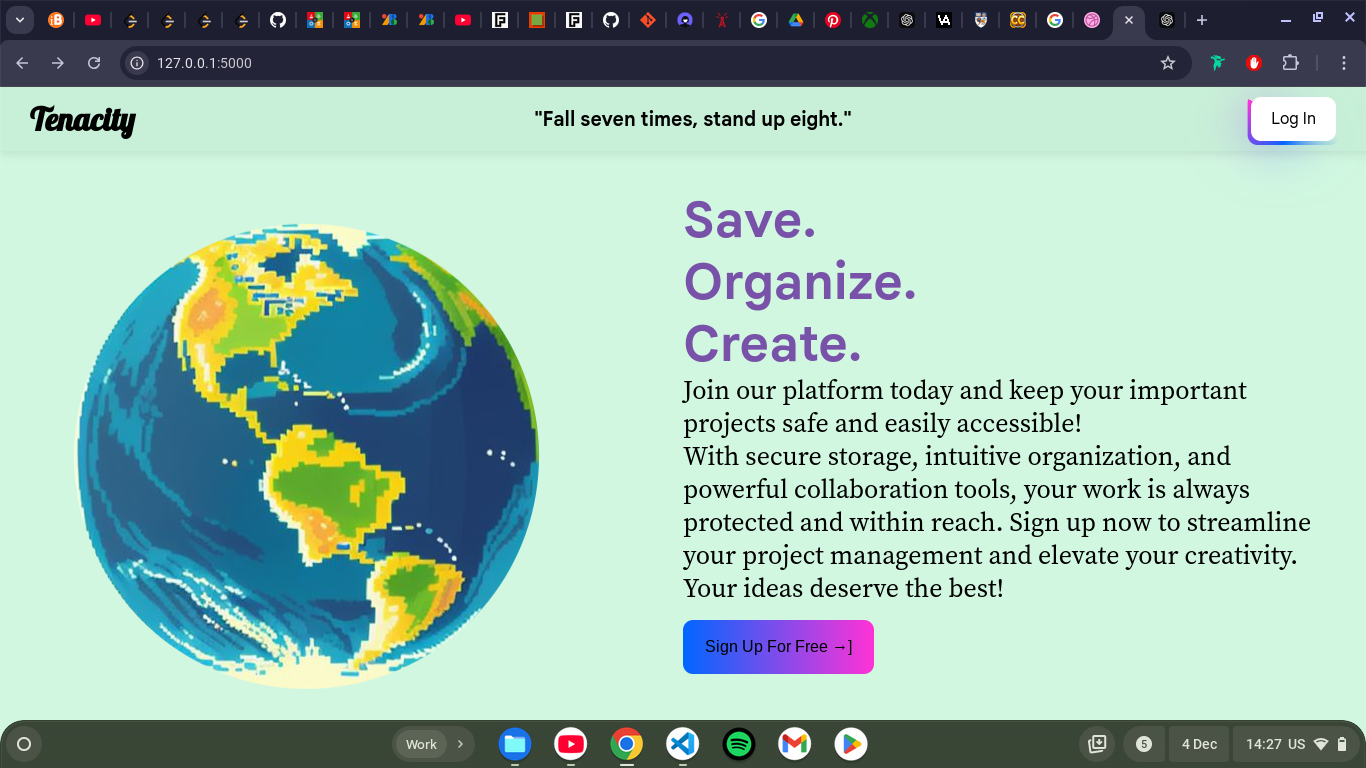 127.0.0.1:5000
Tenacity
"Fall seven times, stand up eight."
Log In
Save.
Organize.
Create.
Join our platform today and keep your important
projects safe and easily accessible!
With secure storage, intuitive organization, and
powerful collaboration tools, your work is always
protected and within reach. Sign up now to streamline
your project management and elevate your creativity.
Your ideas deserve the best!
Sign Up For Free →]
Work
5
4 Dec
14:27 US